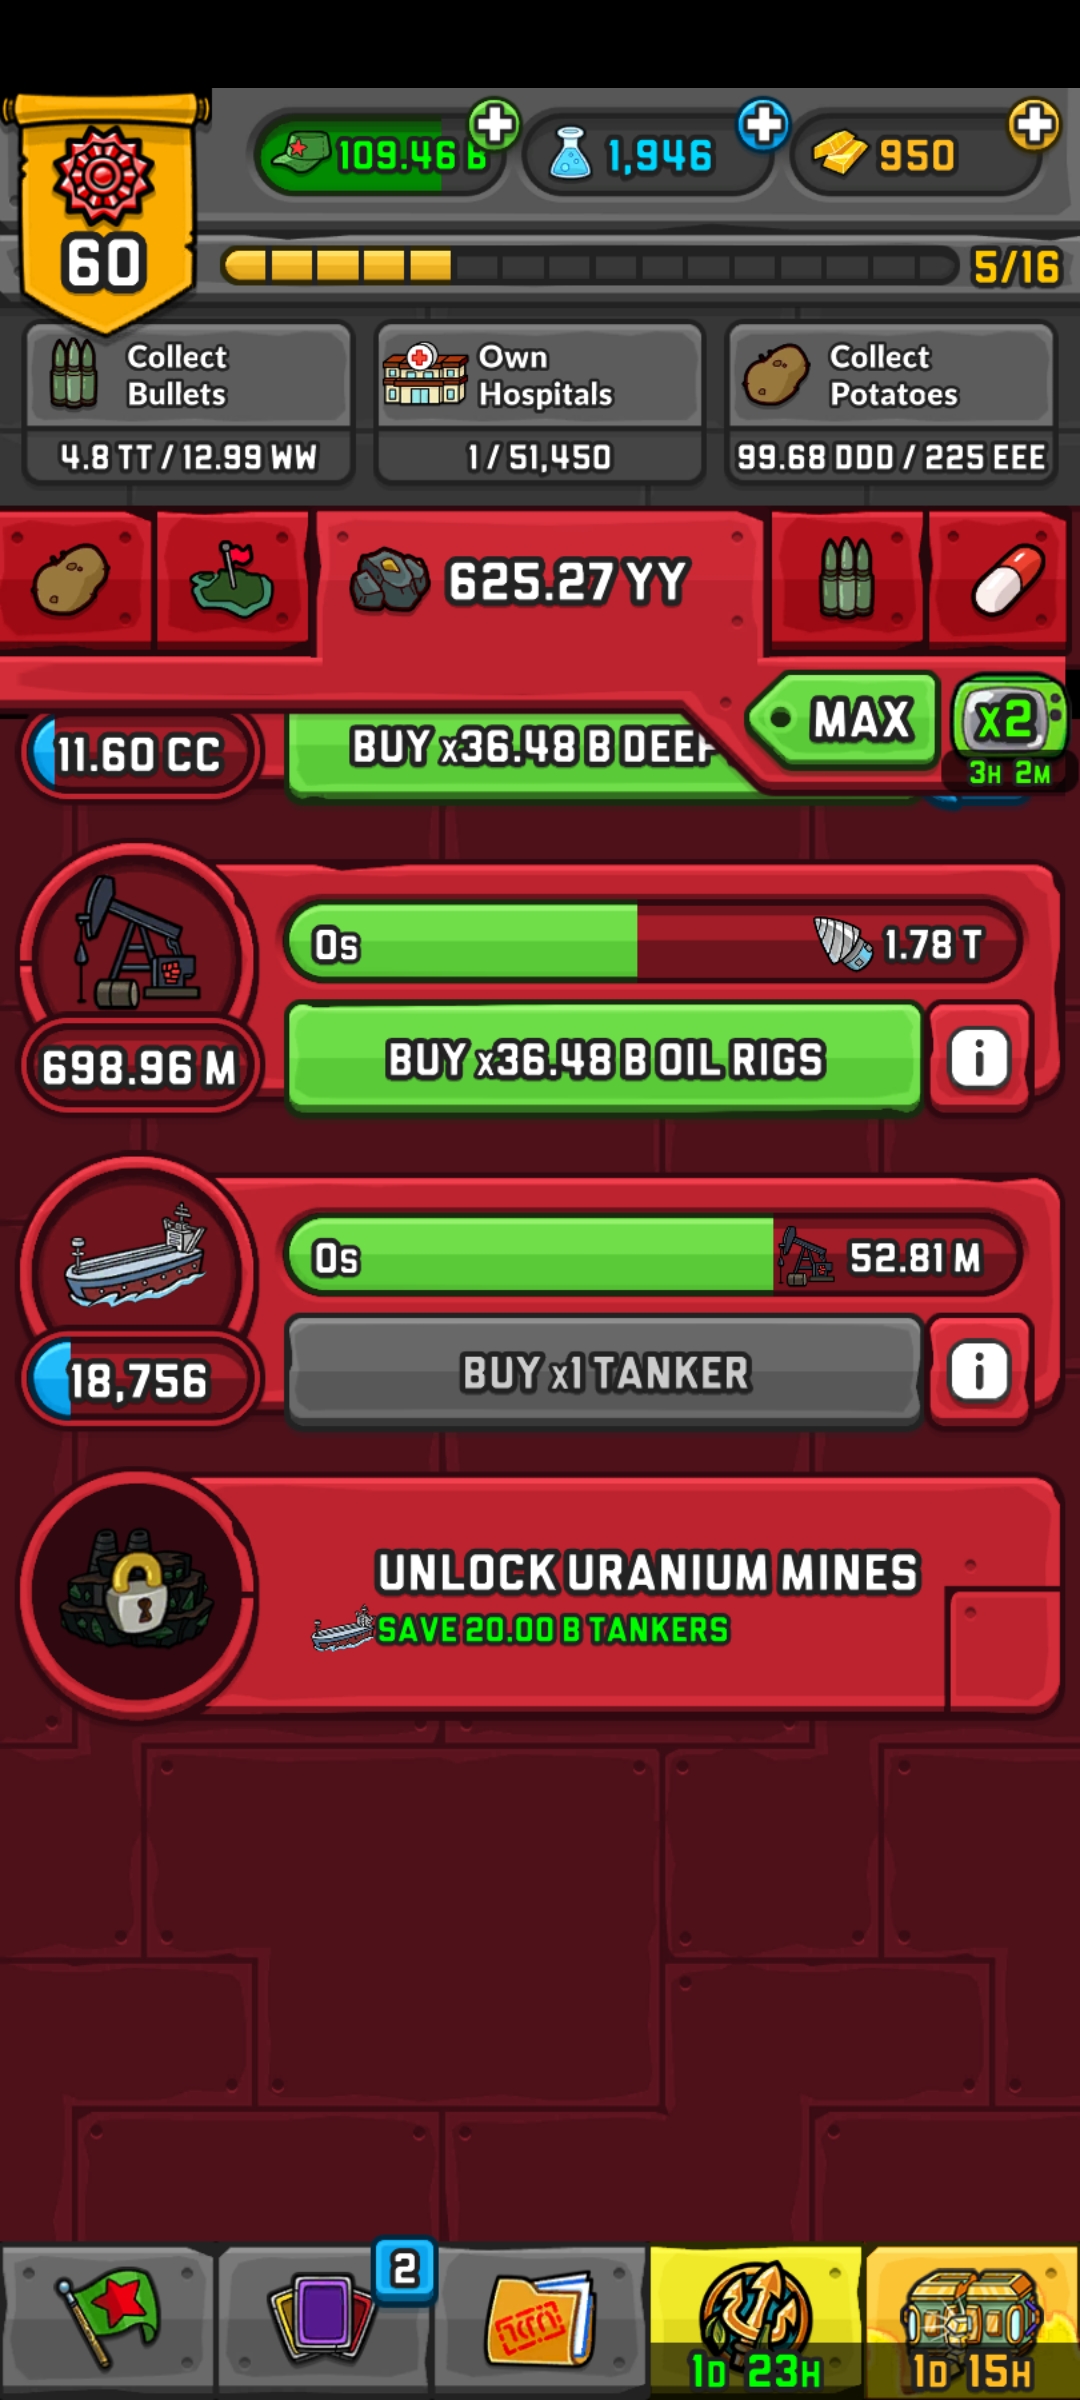 109.46 B
1,946
950
60
5/16
Collect
Bullets
4.8 TT / 12.99 WW
Own
Hospitals
1 / 51,450
Collect
Potatoes
99.68 DDD / 225 EEE
625.27 YY
MAX
x2
3H 2M
11.60 CC
BUY x36.48 B DEEP
0s
1.78 T
698.96 M
BUY x36.48 B OIL RIGS
i
0s
52.81 M
18,756
BUY x1 TANKER
i
UNLOCK URANIUM MINES
SAVE 20.00 B TANKERS
2
1D 23H
1D 15H